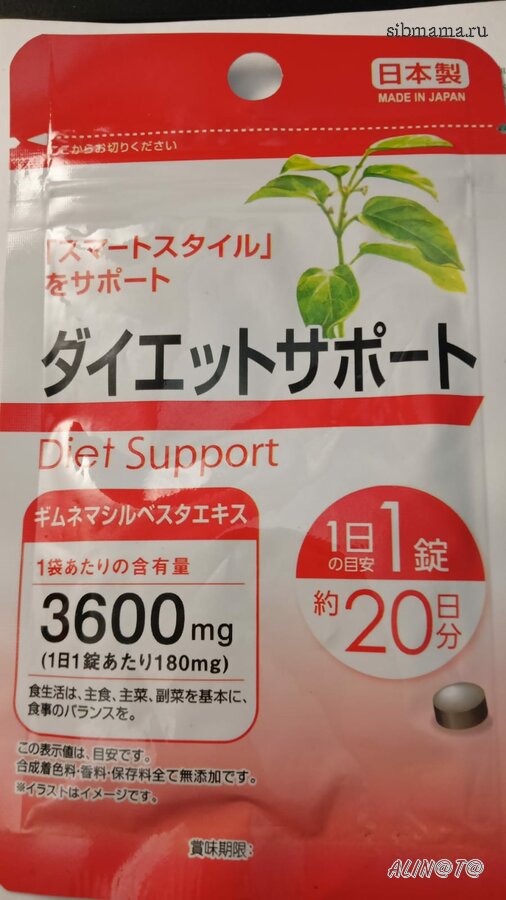 sibmama.ru
日本製
MADE IN JAPAN
ここからお切りください
「スマートスタイル」
をサポート
ダイエットサポート
Diet Support
ギムネマシルベスタエキス
1袋あたりの含有量
3600mg
(1日1錠あたり180mg)
食生活は、主食、主菜、副菜を基本に、
食事のバランスを。
1日の目安1錠
約20日分
この表示値は、目安です。
合成着色料・香料・保存料全て無添加です。
※イラストはイメージです。
賞味期限:
ALIN@T@